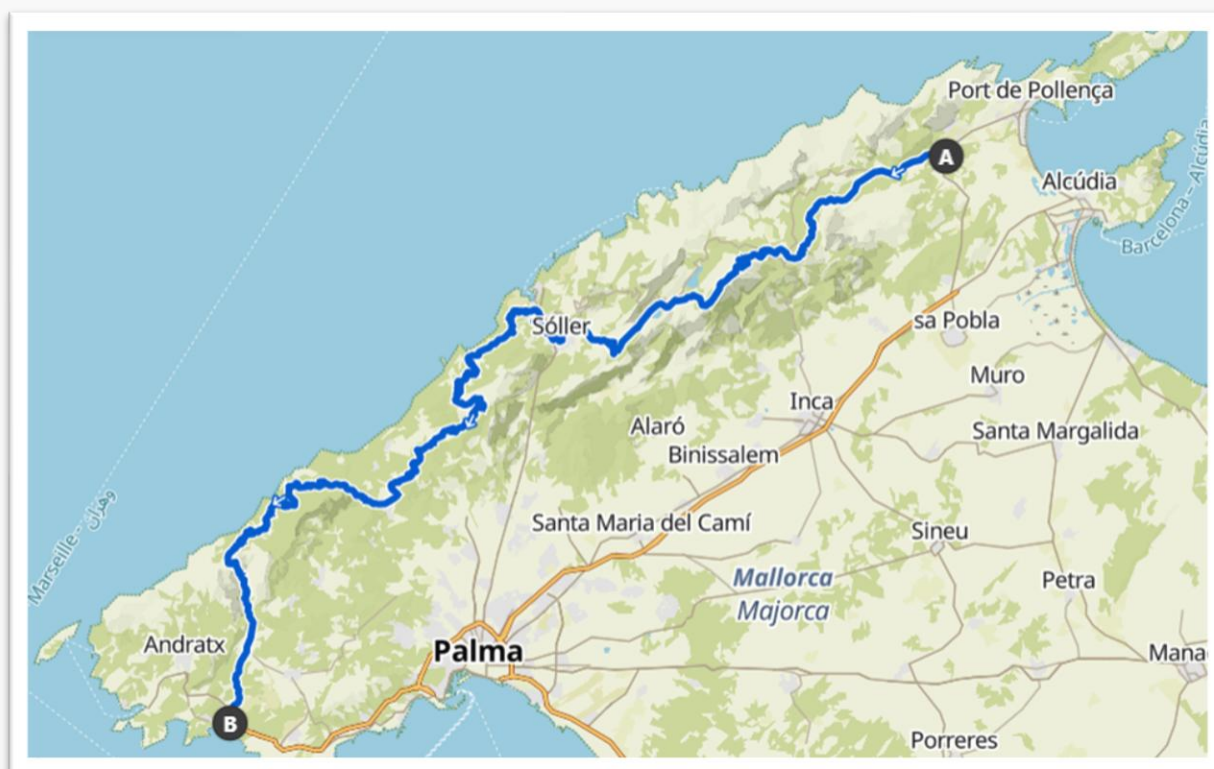 Port de Pollença
A
Alcúdia
Barcelona - Alcúdia
Sóller
sa Pobla
Muro
Inca
Alaró
Santa Margalida
Binissalem
Marseille - وهران
Santa Maria del Camí
Sineu
Mallorca
Majorca
Petra
Andratx
Palma
Mana
B
Porreres